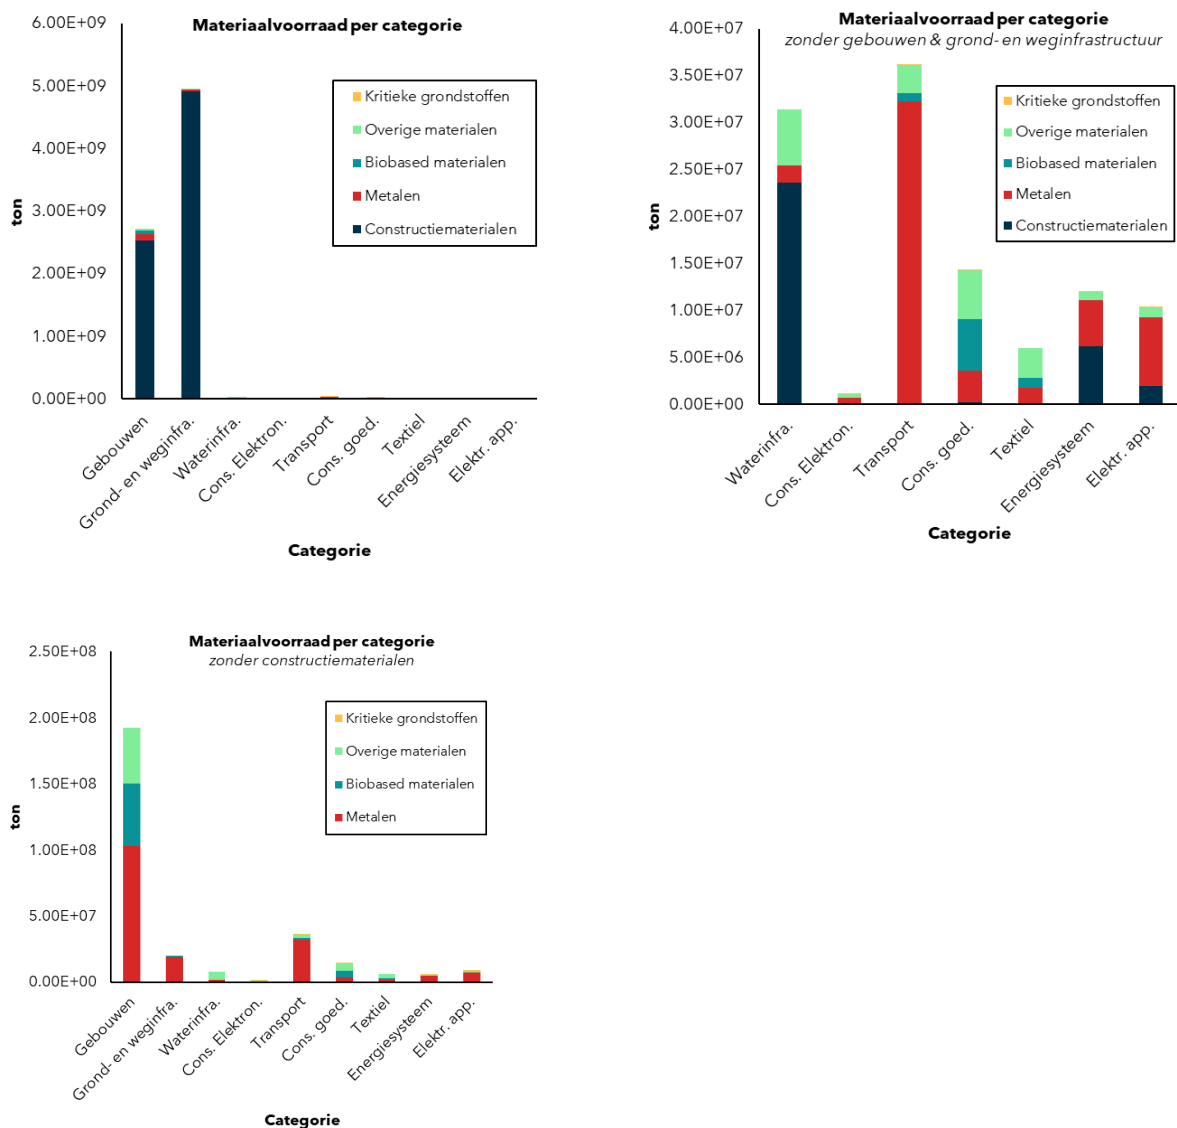 Materiaalvoorraad per categorie
6.00E+09
5.00E+09
4.00E+09
3.00E+09
2.00E+09
1.00E+09
0.00E+00
ton
Kritieke grondstoffen
Overige materialen
Biobased materialen
Metalen
Constructiematerialen
Gebouwen
Grond- en weginfra.
Waterinfra.
Cons. Elektron.
Transport
Cons. goed.
Textiel
Energiesysteem
Elektr. app.
Categorie
Materiaalvoorraad per categorie
zonder gebouwen & grond- en weginfrastructuur
4.00E+07
3.50E+07
3.00E+07
2.50E+07
2.00E+07
1.50E+07
1.00E+07
5.00E+06
0.00E+00
ton
Kritieke grondstoffen
Overige materialen
Biobased materialen
Metalen
Constructiematerialen
Waterinfra.
Cons. Elektron.
Transport
Cons. goed.
Textiel
Energiesysteem
Elektr. app.
Categorie
Materiaalvoorraad per categorie
zonder constructiematerialen
2.50E+08
2.00E+08
1.50E+08
1.00E+08
5.00E+07
0.00E+00
ton
Kritieke grondstoffen
Overige materialen
Biobased materialen
Metalen
Gebouwen
Grond- en weginfra.
Waterinfra.
Cons. Elektron.
Transport
Cons. goed.
Textiel
Energiesysteem
Elektr. app.
Categorie